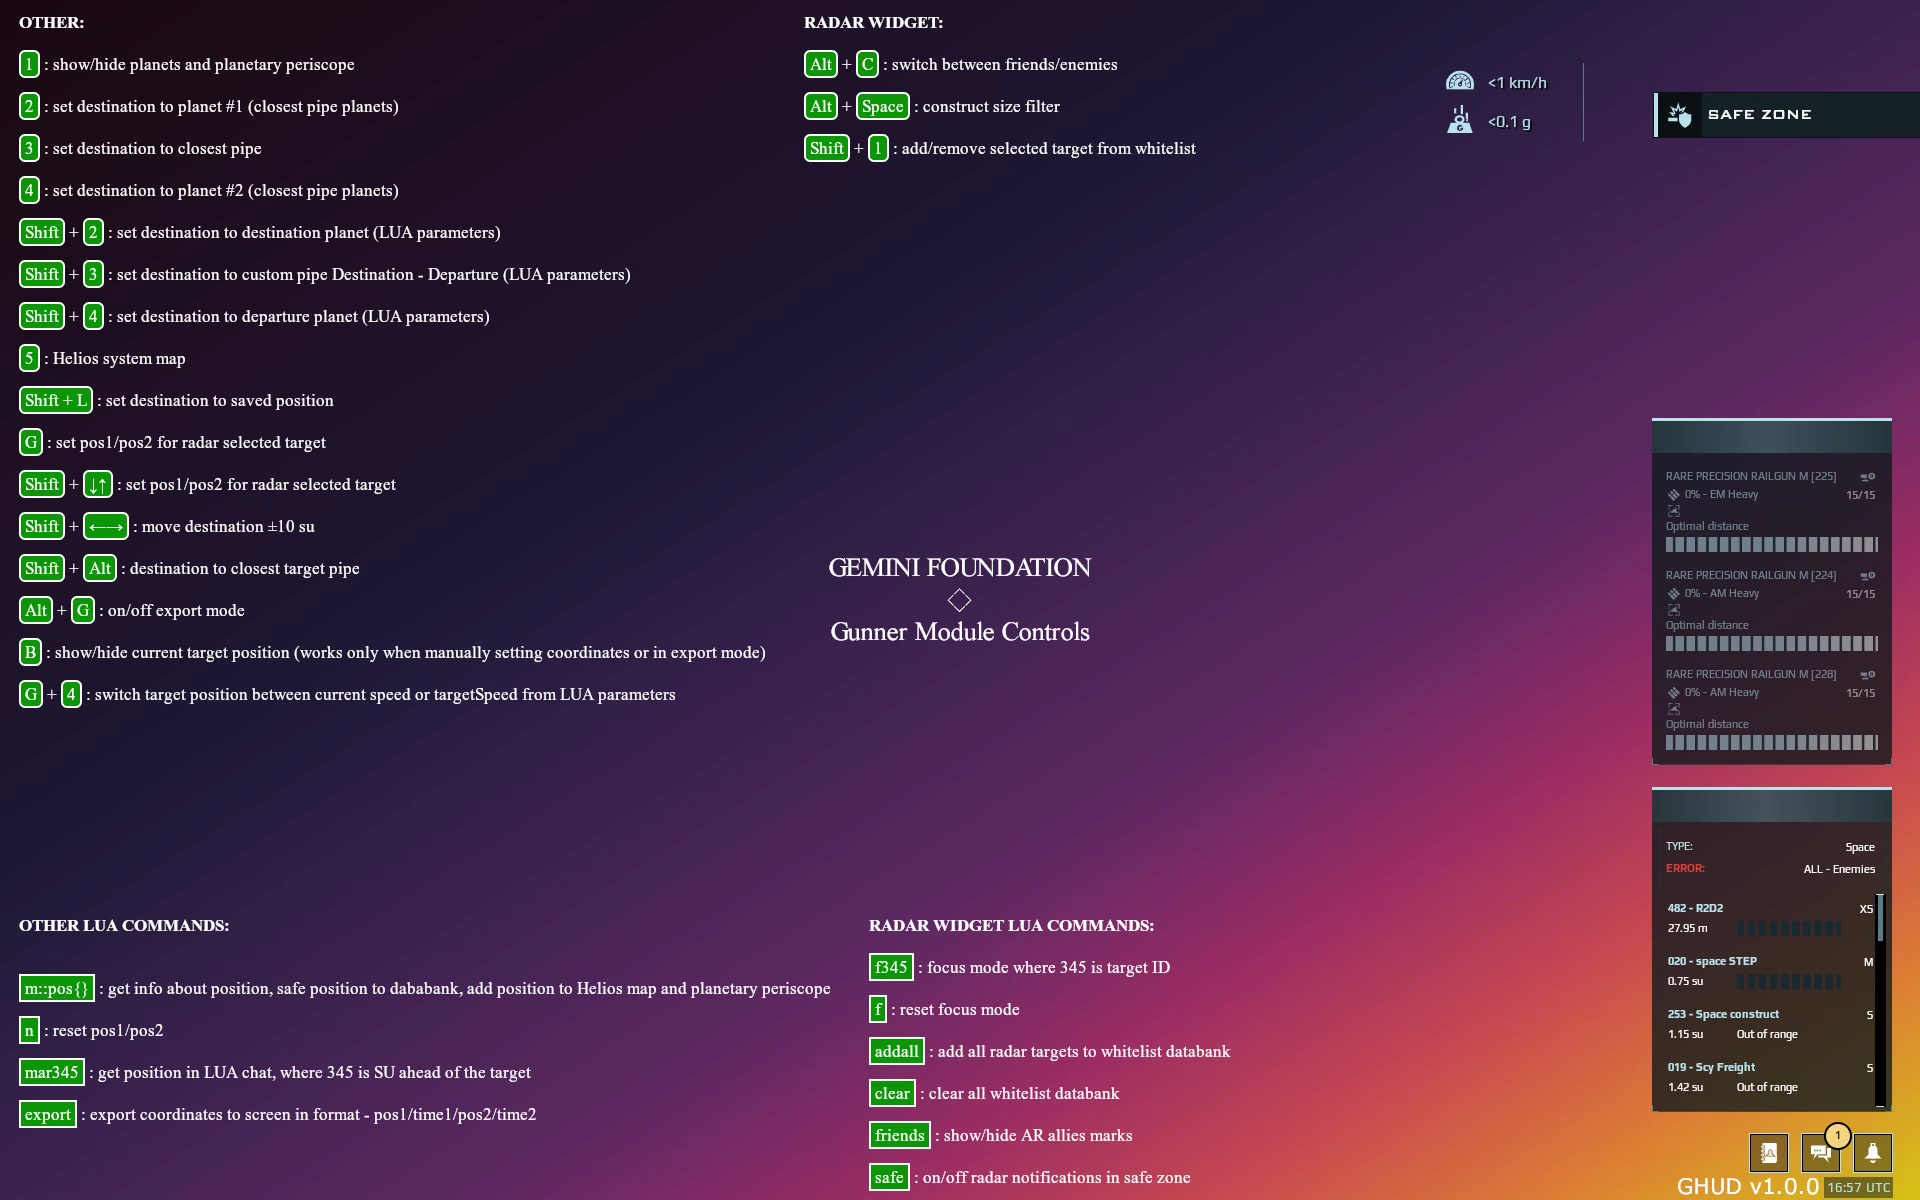 OTHER:
1 : show/hide planets and planetary periscope
2 : set destination to planet #1 (closest pipe planets)
3 : set destination to closest pipe
4 : set destination to planet #2 (closest pipe planets)
Shift + 2 : set destination to destination planet (LUA parameters)
Shift + 3 : set destination to custom pipe Destination - Departure (LUA parameters)
Shift + 4 : set destination to departure planet (LUA parameters)
5 : Helios system map
Shift + L : set destination to saved position
G : set pos1/pos2 for radar selected target
Shift + ↓↑ : set pos1/pos2 for radar selected target
Shift + ←→ : move destination ±10 su
Shift + Alt : destination to closest target pipe
Alt + G : on/off export mode
B : show/hide current target position (works only when manually setting coordinates or in export mode)
G + 4 : switch target position between current speed or targetSpeed from LUA parameters
RADAR WIDGET:
Alt + C : switch between friends/enemies
Alt + Space : construct size filter
Shift + 1 : add/remove selected target from whitelist
<1 km/h
<0.1 g
SAFE ZONE
GEMINI FOUNDATION
Gunner Module Controls
RARE PRECISION RAILGUN M [225]
0% - EM Heavy 15/15
Optimal distance
RARE PRECISION RAILGUN M [224]
0% - AM Heavy 15/15
Optimal distance
RARE PRECISION RAILGUN M [228]
0% - AM Heavy 15/15
Optimal distance
TYPE: Space
ERROR: ALL - Enemies
482 - R2D2 XS
27.95 m
020 - space STEP M
0.75 su
253 - Space construct S
1.15 su Out of range
019 - Scy Freight S
1.42 su Out of range
OTHER LUA COMMANDS:
m::pos{} : get info about position, safe position to dababank, add position to Helios map and planetary periscope
n : reset pos1/pos2
mar345 : get position in LUA chat, where 345 is SU ahead of the target
export : export coordinates to screen in format - pos1/time1/pos2/time2
RADAR WIDGET LUA COMMANDS:
f345 : focus mode where 345 is target ID
f : reset focus mode
addall : add all radar targets to whitelist databank
clear : clear all whitelist databank
friends : show/hide AR allies marks
safe : on/off radar notifications in safe zone
1
GHUD v1.0.0 16:57 UTC